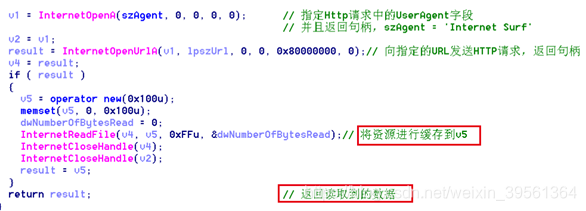 v1 = InternetOpenA(szAgent, 0, 0, 0, 0); // 指定Http请求中的UserAgent字段
// 并且返回句柄，szAgent = 'Internet Surf'
v2 = v1;
result = InternetOpenUrlA(v1, lpszUrl, 0, 0, 0x80000000, 0);// 向指定的URL发送HTTP请求，返回句柄
v4 = result;
if ( result )
{
v5 = operator new(0x100u);
memset(v5, 0, 0x100u);
dwNumberOfBytesRead = 0;
InternetReadFile(v4, v5, 0xFFu, &dwNumberOfBytesRead);// 将资源进行缓存到v5
InternetCloseHandle(v4);
InternetCloseHandle(v2);
result = v5;
}
return result; // 返回读取到的数据
weixin_39561364